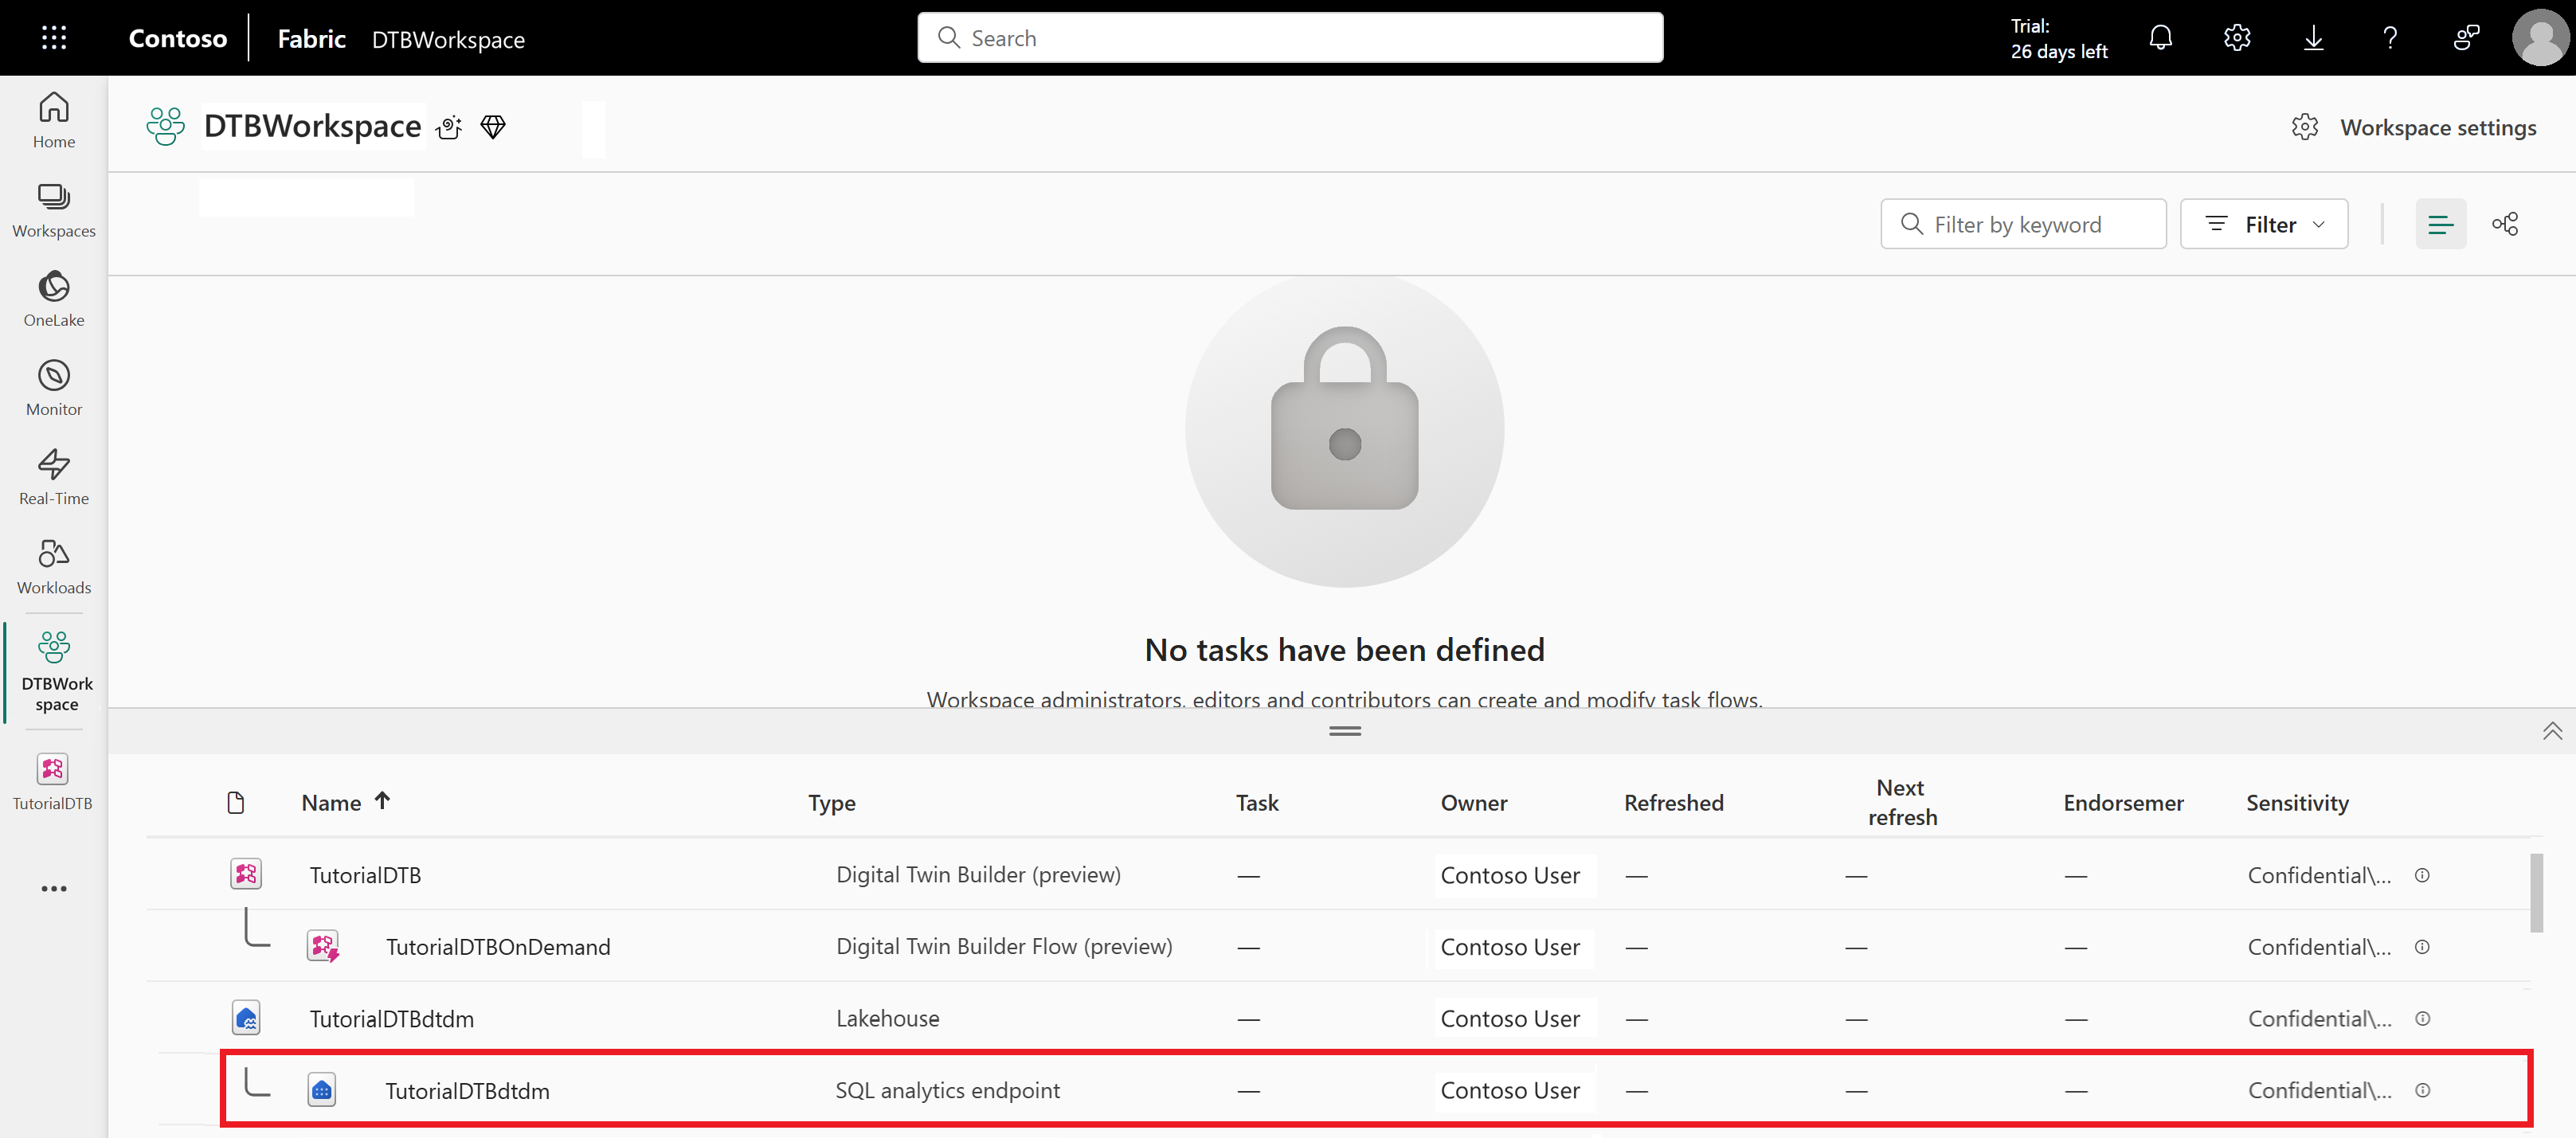 Contoso Fabric DTBWorkspace
Search
Trial:
26 days left
?
Home
Workspaces
OneLake
Monitor
Real-Time
Workloads
DTBWork
space
TutorialDTB
DTBWorkspace
Workspace settings
Filter by keyword
Filter
No tasks have been defined
Workspace administrators, editors and contributors can create and modify task flows.
Name Type Task Owner Refreshed Next refresh Endorsemer Sensitivity
TutorialDTB Digital Twin Builder (preview) — Contoso User — — — Confidential\...
TutorialDTBOnDemand Digital Twin Builder Flow (preview) — Contoso User — — — Confidential\...
TutorialDTBdtdm Lakehouse — Contoso User — — — Confidential\...
TutorialDTBdtdm SQL analytics endpoint — Contoso User — — — Confidential\...